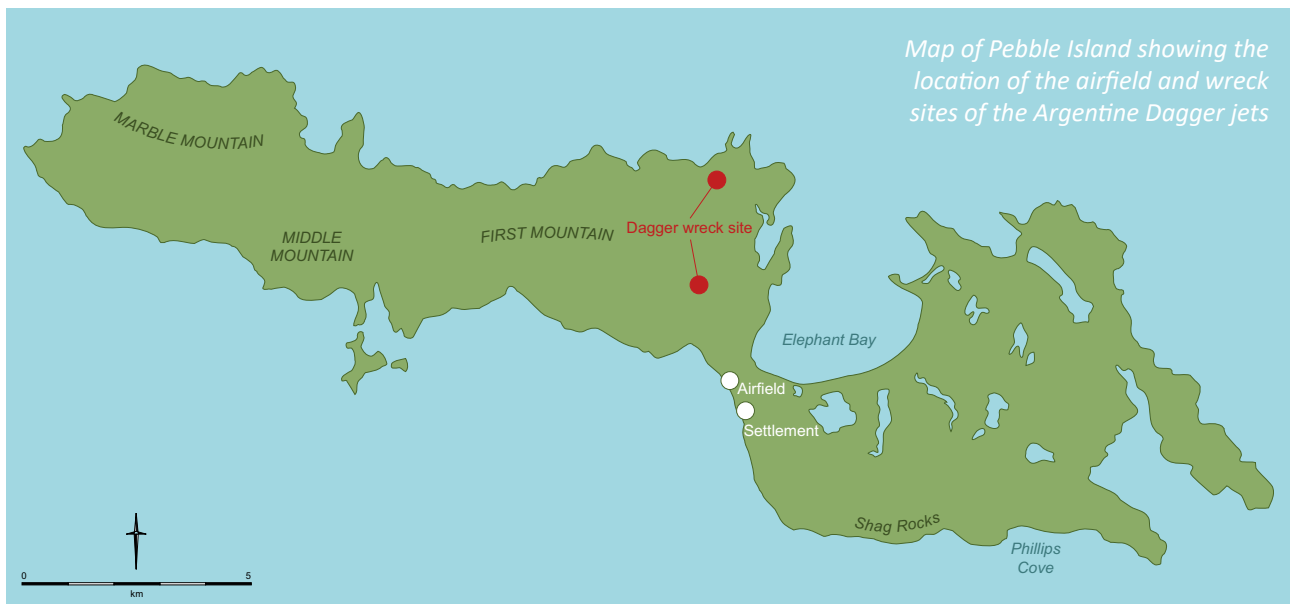 Map of Pebble Island showing the
location of the airfield and wreck
sites of the Argentine Dagger jets
MARBLE MOUNTAIN
MIDDLE
MOUNTAIN
FIRST MOUNTAIN
Dagger wreck site
Elephant Bay
Airfield
Settlement
Shag Rocks
Phillips
Cove
0 5
km